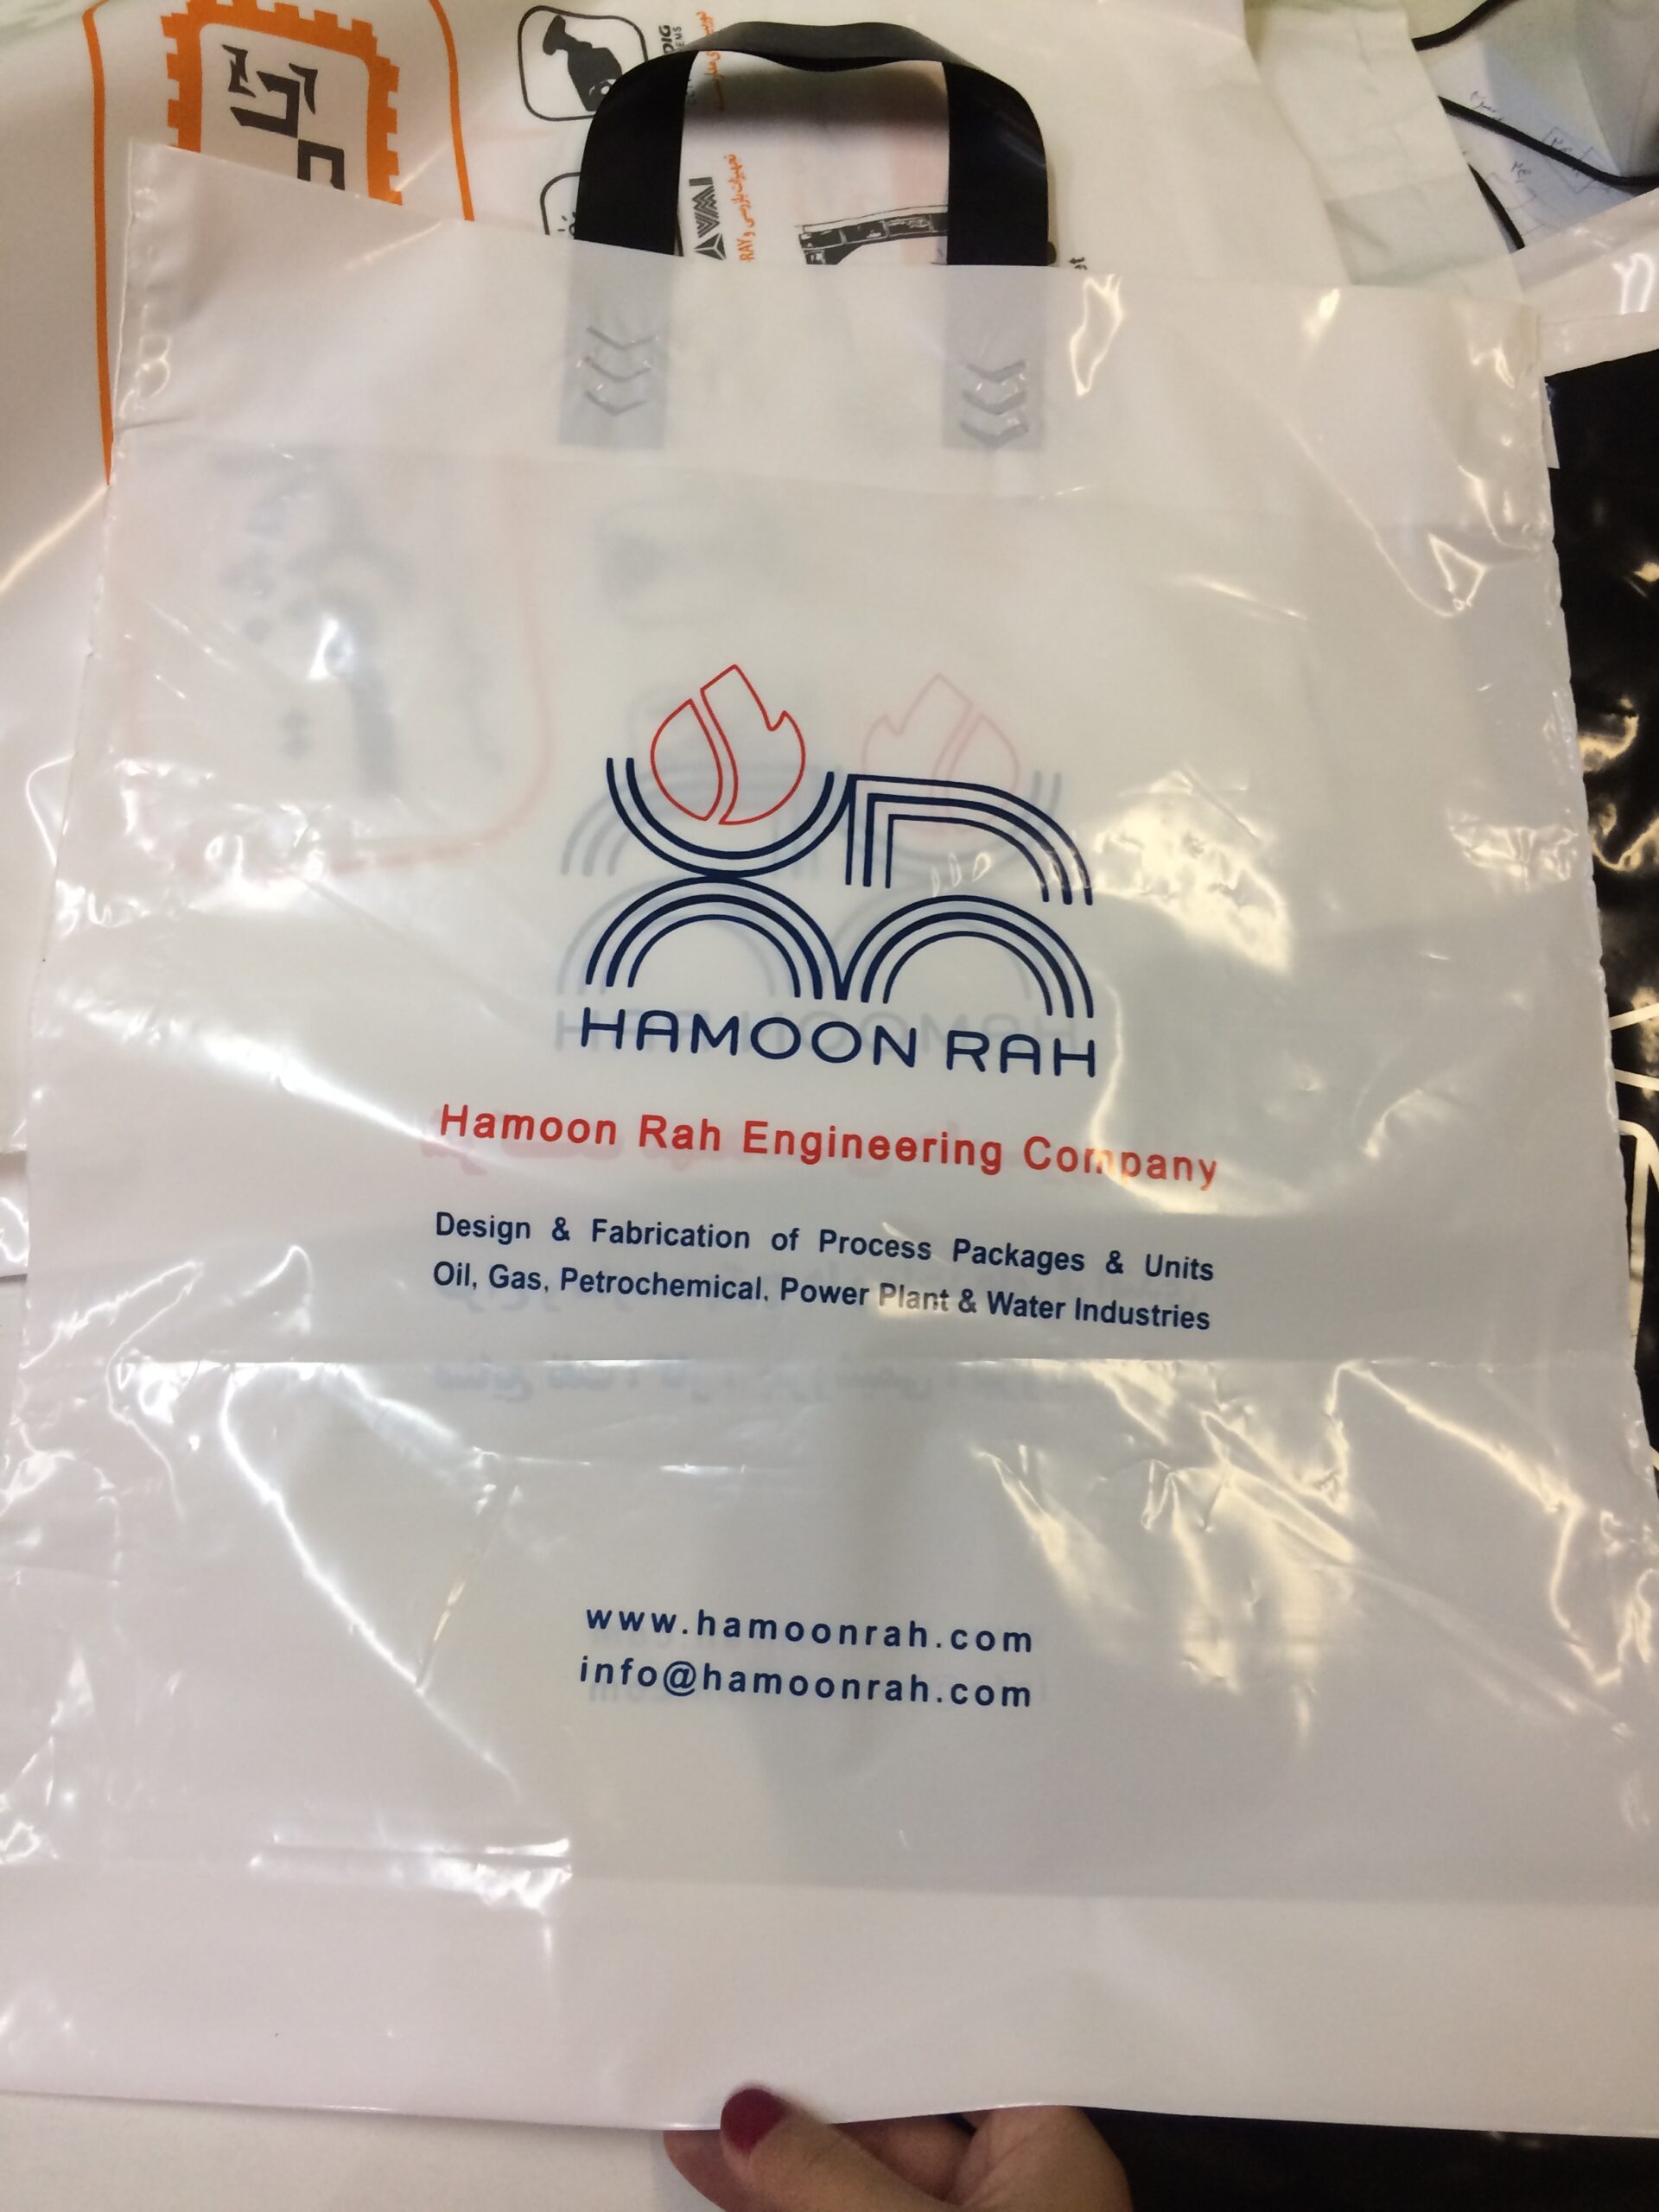 HAMOON RAH
Hamoon Rah Engineering Company
Design & Fabrication of Process Packages & Units
Oil, Gas, Petrochemical, Power Plant & Water Industries
www.hamoonrah.com
info@hamoonrah.com